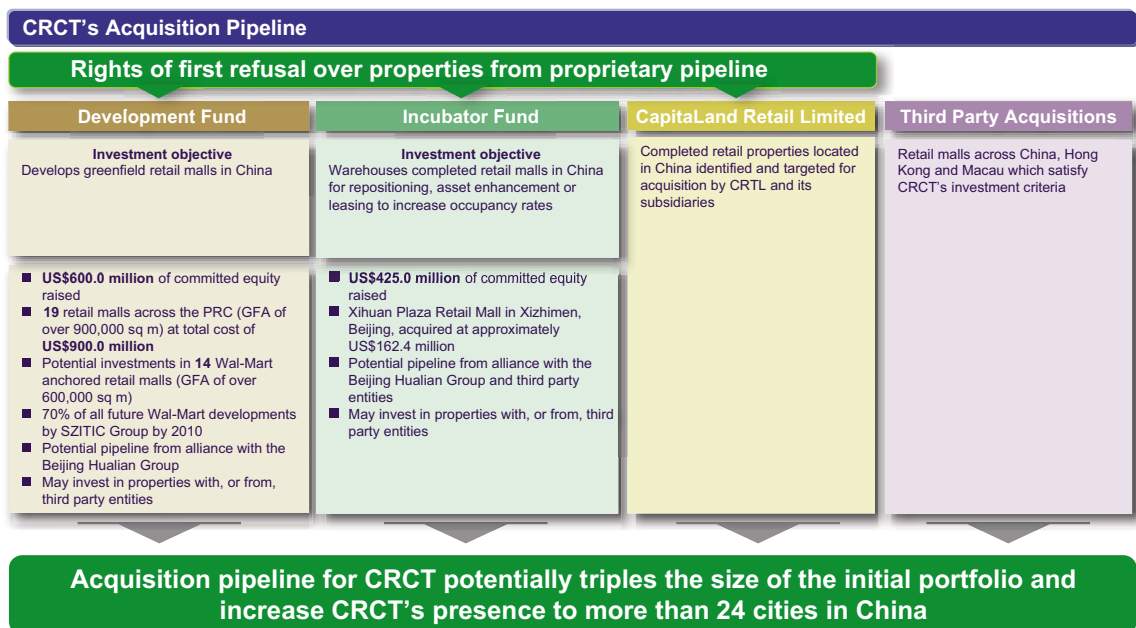 CRCT's Acquisition Pipeline
Rights of first refusal over properties from proprietary pipeline
Development Fund
Investment objective
Develops greenfield retail malls in China
■ US$600.0 million of committed equity
raised
■ 19 retail malls across the PRC (GFA of
over 900,000 sq m) at total cost of
US$900.0 million
■ Potential investments in 14 Wal-Mart
anchored retail malls (GFA of over
600,000 sq m)
■ 70% of all future Wal-Mart developments
by SZITIC Group by 2010
■ Potential pipeline from alliance with the
Beijing Hualian Group
■ May invest in properties with, or from,
third party entities
Incubator Fund
Investment objective
Warehouses completed retail malls in China
for repositioning, asset enhancement or
leasing to increase occupancy rates
■ US$425.0 million of committed equity
raised
■ Xihuan Plaza Retail Mall in Xizhimen,
Beijing, acquired at approximately
US$162.4 million
■ Potential pipeline from alliance with the
Beijing Hualian Group and third party
entities
■ May invest in properties with, or from, third
party entities
CapitaLand Retail Limited
Completed retail properties located
in China identified and targeted for
acquisition by CRTL and its
subsidiaries
Third Party Acquisitions
Retail malls across China, Hong
Kong and Macau which satisfy
CRCT's investment criteria
Acquisition pipeline for CRCT potentially triples the size of the initial portfolio and
increase CRCT's presence to more than 24 cities in China